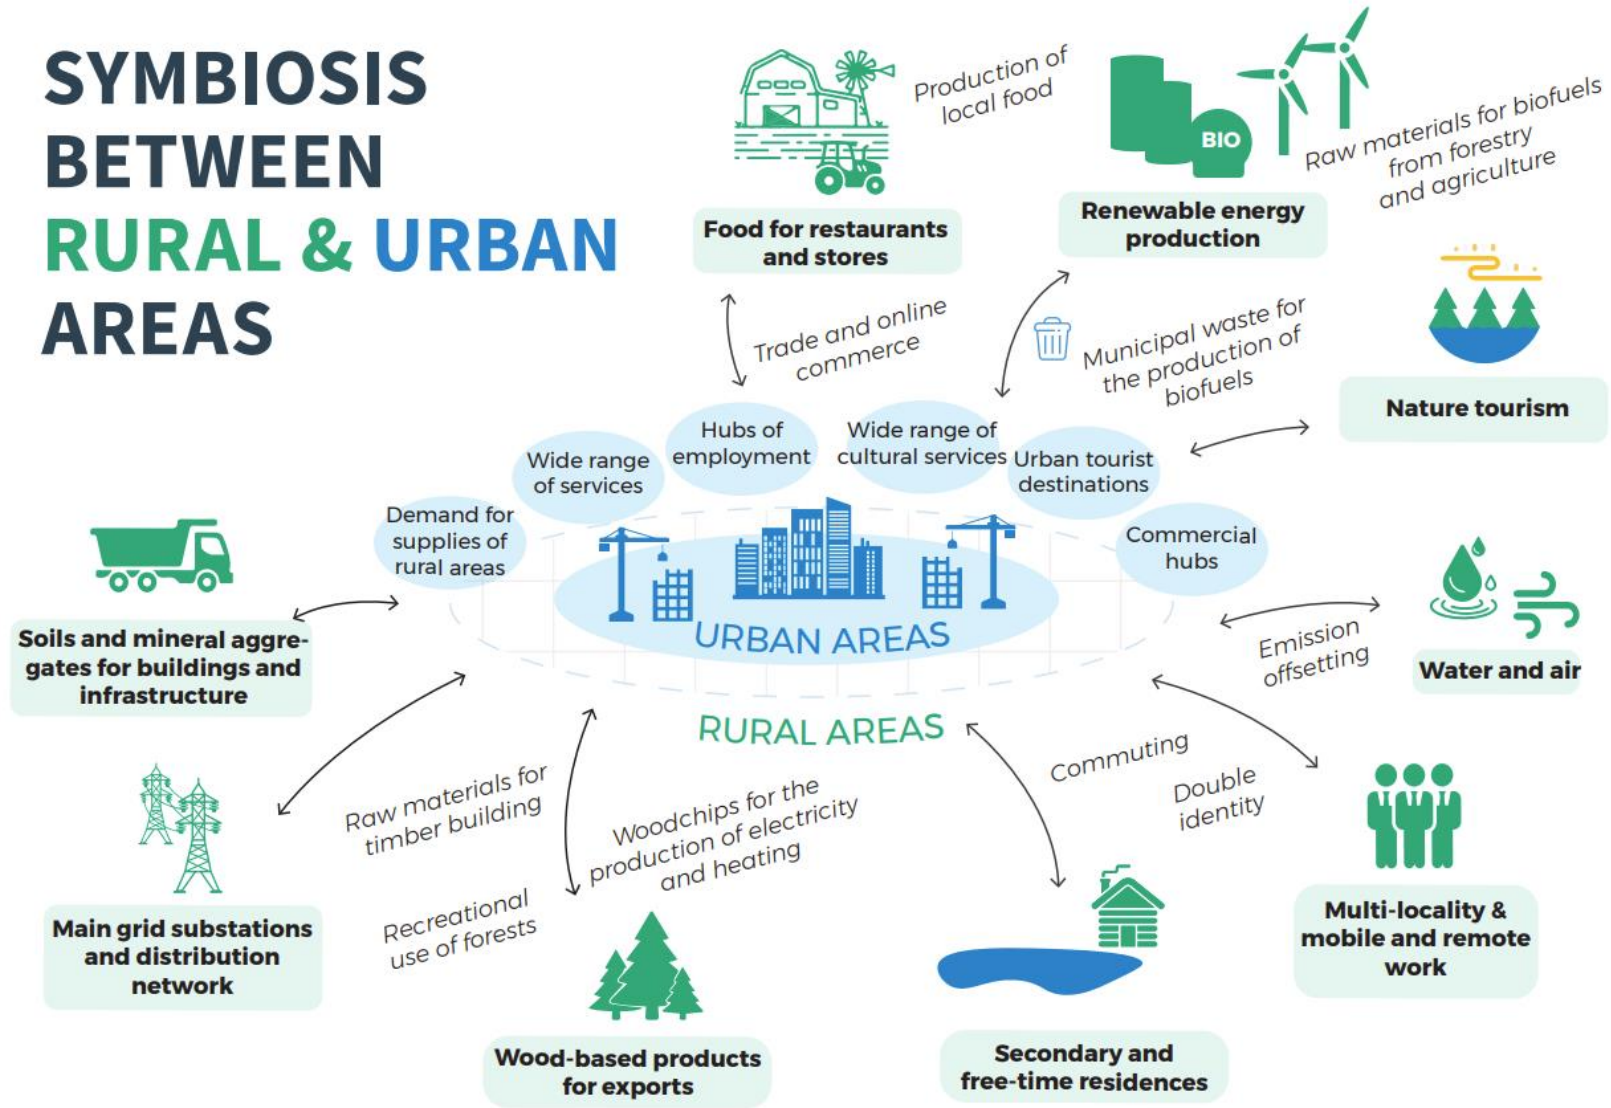 SYMBIOSIS
BETWEEN
RURAL & URBAN
AREAS
Production of
local food
BIO
Raw materials for biofuels
from forestry
and agriculture
Food for restaurants
and stores
Renewable energy
production
Trade and online
commerce
Municipal waste for
the production of
biofuels
Nature tourism
Demand for
supplies of
rural areas
Wide range
of services
Hubs of
employment
Wide range of
cultural services
Urban tourist
destinations
Commercial
hubs
URBAN AREAS
RURAL AREAS
Soils and mineral aggre-
gates for buildings and
infrastructure
Emission
offsetting
Water and air
Raw materials for
timber building
Woodchips for the
production of electricity
and heating
Commuting
Double
identity
Recreational
use of forests
Main grid substations
and distribution
network
Multi-locality &
mobile and remote
work
Wood-based products
for exports
Secondary and
free-time residences